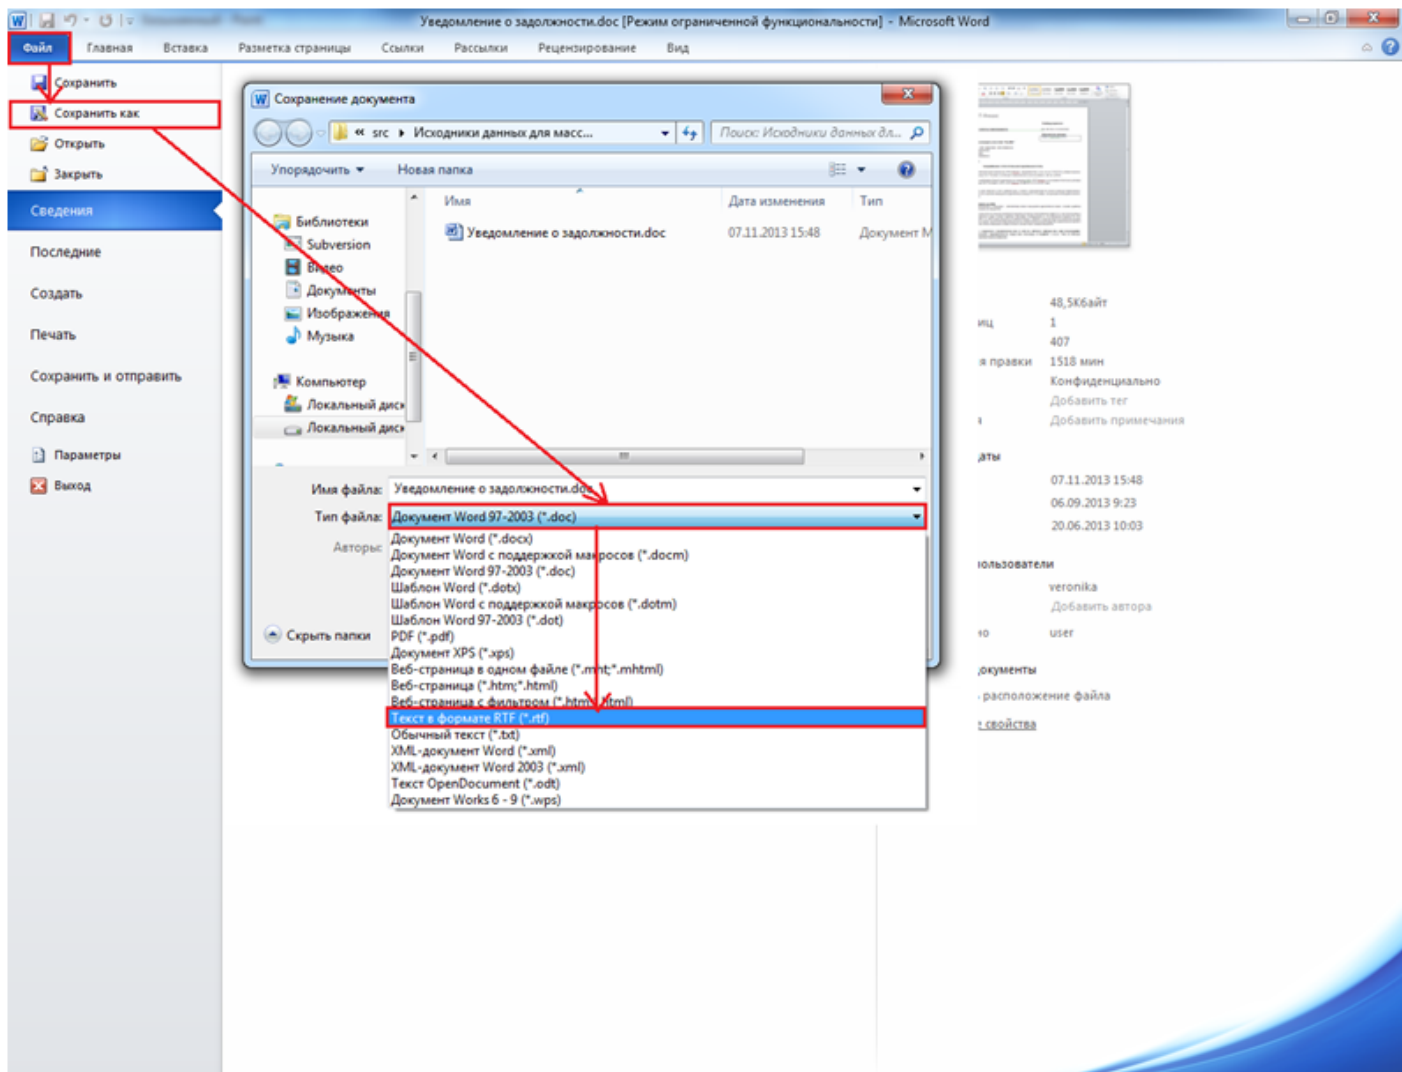 Уведомление о задолжности.doc [Режим ограниченной функциональности] - Microsoft Word
Файл Главная Вставка Разметка страницы Ссылки Рассылки Рецензирование Вид
Сохранить
Сохранить как
Открыть
Закрыть
Сведения
Последние
Создать
Печать
Сохранить и отправить
Справка
Параметры
Выход
Сохранение документа
« src Исходники данных для масс...
Поиск: Исходники данных дл...
Упорядочить Новая папка
Имя Дата изменения Тип
Уведомление о задолжности.doc 07.11.2013 15:48 Документ M
Библиотеки
Subversion
Видео
Документы
Изображения
Музыка
Компьютер
Локальный диск
Локальный диск
Имя файла: Уведомление о задолжности.doc
Тип файла: Документ Word 97-2003 (*.doc)
Авторы:
Документ Word (*.docx)
Документ Word с поддержкой макросов (*.docm)
Документ Word 97-2003 (*.doc)
Шаблон Word (*.dotx)
Шаблон Word с поддержкой макросов (*.dotm)
Шаблон Word 97-2003 (*.dot)
PDF (*.pdf)
Документ XPS (*.xps)
Веб-страница в одном файле (*.mht;*.mhtml)
Веб-страница (*.htm;*.html)
Веб-страница с фильтром (*.htm;*.html)
Текст в формате RTF (*.rtf)
Обычный текст (*.txt)
XML-документ Word (*.xml)
XML-документ Word 2003 (*.xml)
Текст OpenDocument (*.odt)
Документ Works 6 - 9 (*.wps)
Скрыть папки
48,5Кбайт
иц 1
407
я правки 1518 мин
Конфиденциально
Добавить тег
Добавить примечания
даты
07.11.2013 15:48
06.09.2013 9:23
20.06.2013 10:03
пользователи
veronika
Добавить автора
но user
документы
расположение файла
е свойства